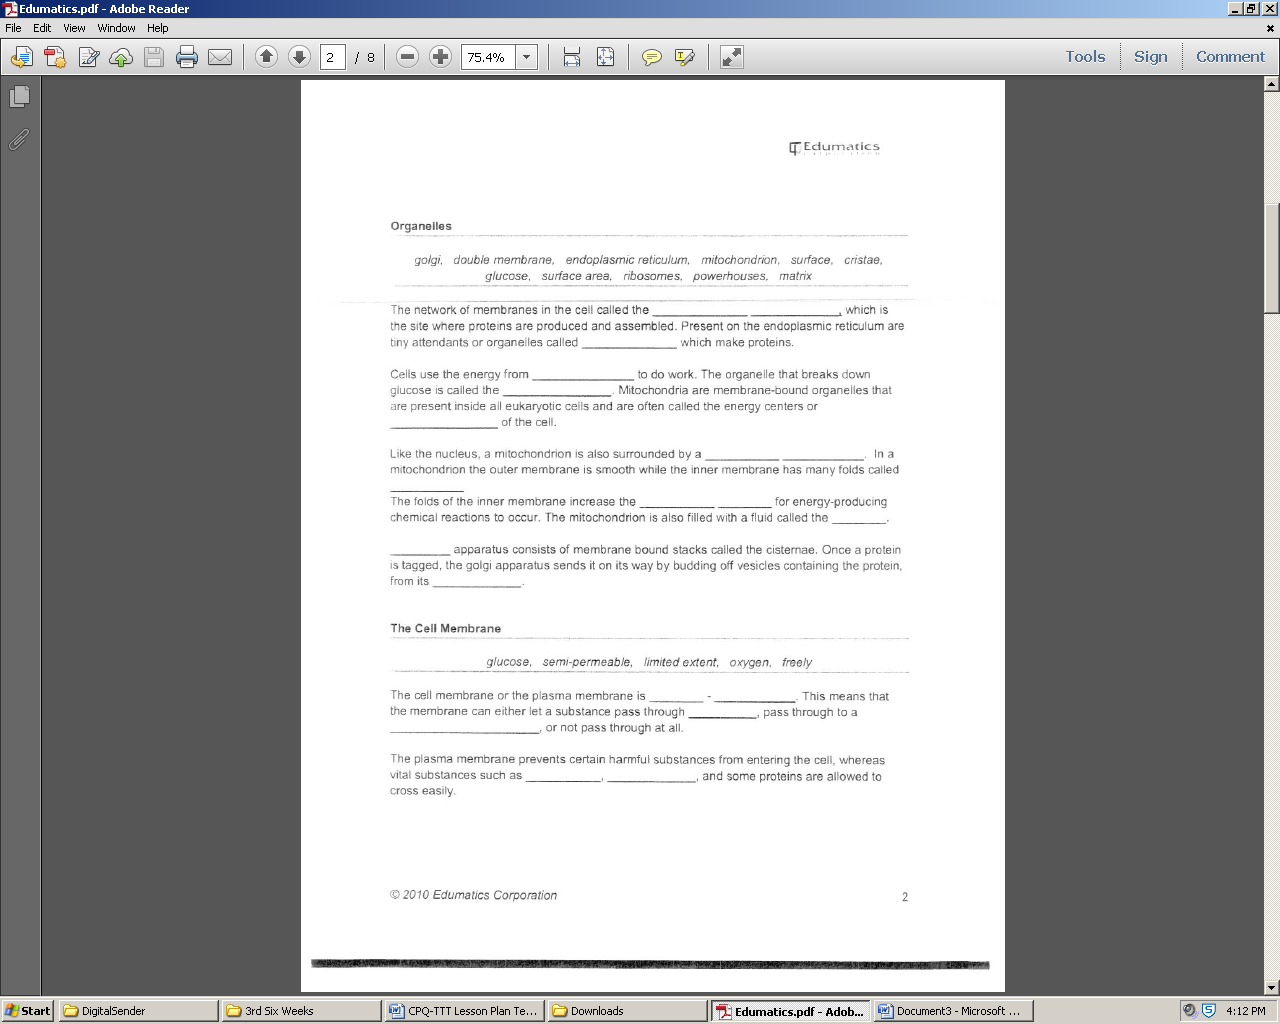 Edumatics.pdf - Adobe Reader
File Edit View Window Help
2 / 8 75.4% Tools Sign Comment
Edumatics
Organelles
golgi, double membrane, endoplasmic reticulum, mitochondrion, surface, cristae,
glucose, surface area, ribosomes, powerhouses, matrix
The network of membranes in the cell called the ______________ ______________, which is
the site where proteins are produced and assembled. Present on the endoplasmic reticulum are
tiny attendants or organelles called ______________ which make proteins.
Cells use the energy from ______________ to do work. The organelle that breaks down
glucose is called the ______________. Mitochondria are membrane-bound organelles that
are present inside all eukaryotic cells and are often called the energy centers or
______________ of the cell.
Like the nucleus, a mitochondrion is also surrounded by a ___________ ____________. In a
mitochondrion the outer membrane is smooth while the inner membrane has many folds called
___________
The folds of the inner membrane increase the ___________ ________ for energy-producing
chemical reactions to occur. The mitochondrion is also filled with a fluid called the ________.
_________ apparatus consists of membrane bound stacks called the cisternae. Once a protein
is tagged, the golgi apparatus sends it on its way by budding off vesicles containing the protein,
from its _____________.
The Cell Membrane
glucose, semi-permeable, limited extent, oxygen, freely
The cell membrane or the plasma membrane is ________ - ____________. This means that
the membrane can either let a substance pass through __________, pass through to a
______________________, or not pass through at all.
The plasma membrane prevents certain harmful substances from entering the cell, whereas
vital substances such as ___________, _____________, and some proteins are allowed to
cross easily.
© 2010 Edumatics Corporation 2
Start DigitalSender 3rd Six Weeks CPQ-TTT Lesson Plan Te... Downloads Edumatics.pdf - Adob... Document3 - Microsoft ... 4:12 PM